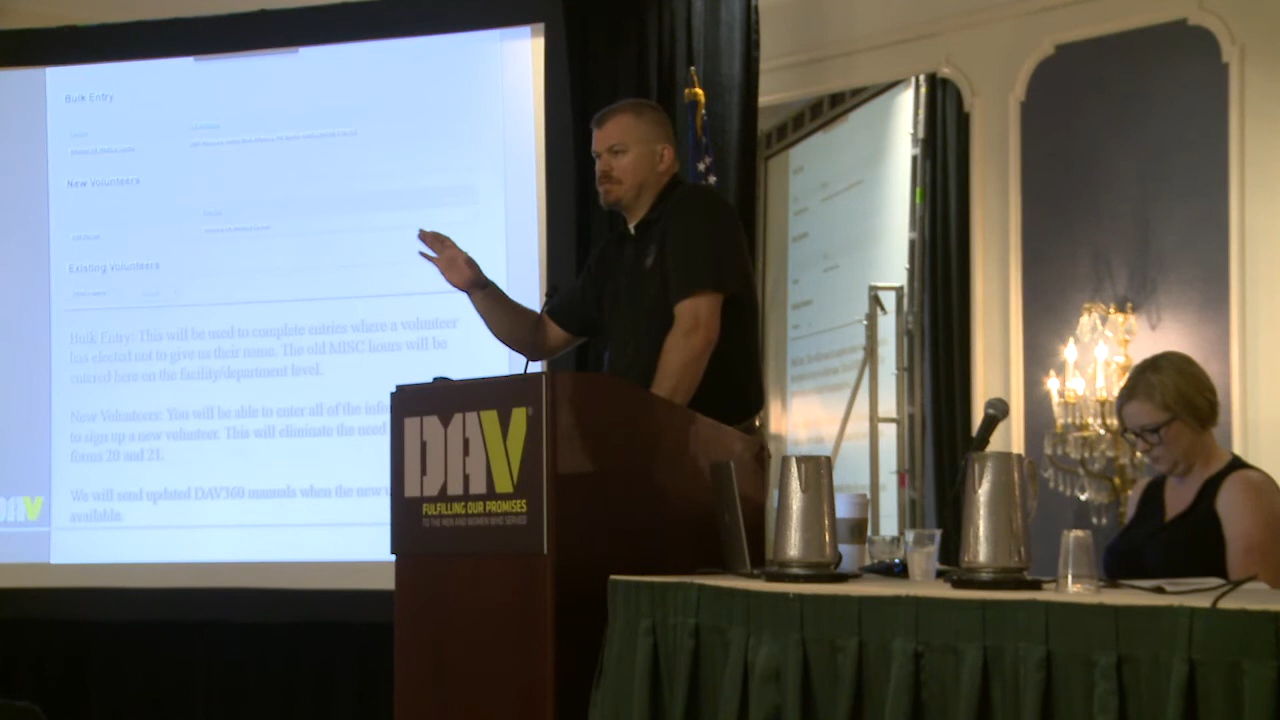 Bulk Entry
New Volunteers
Existing Volunteers
Bulk Entry: This will be used to complete entries where a volunteer
has elected not to give us their name. The old MISC hours will be
entered here on the facility/department level.
New Volunteers: You will be able to enter all of the
to sign up a new volunteer. This will eliminate the need
forms 20 and 21.
We will send updated DAV360 manuals when the new
available.
DAV
DAV
FULFILLING OUR PROMISES
TO THE MEN AND WOMEN WHO SERVED